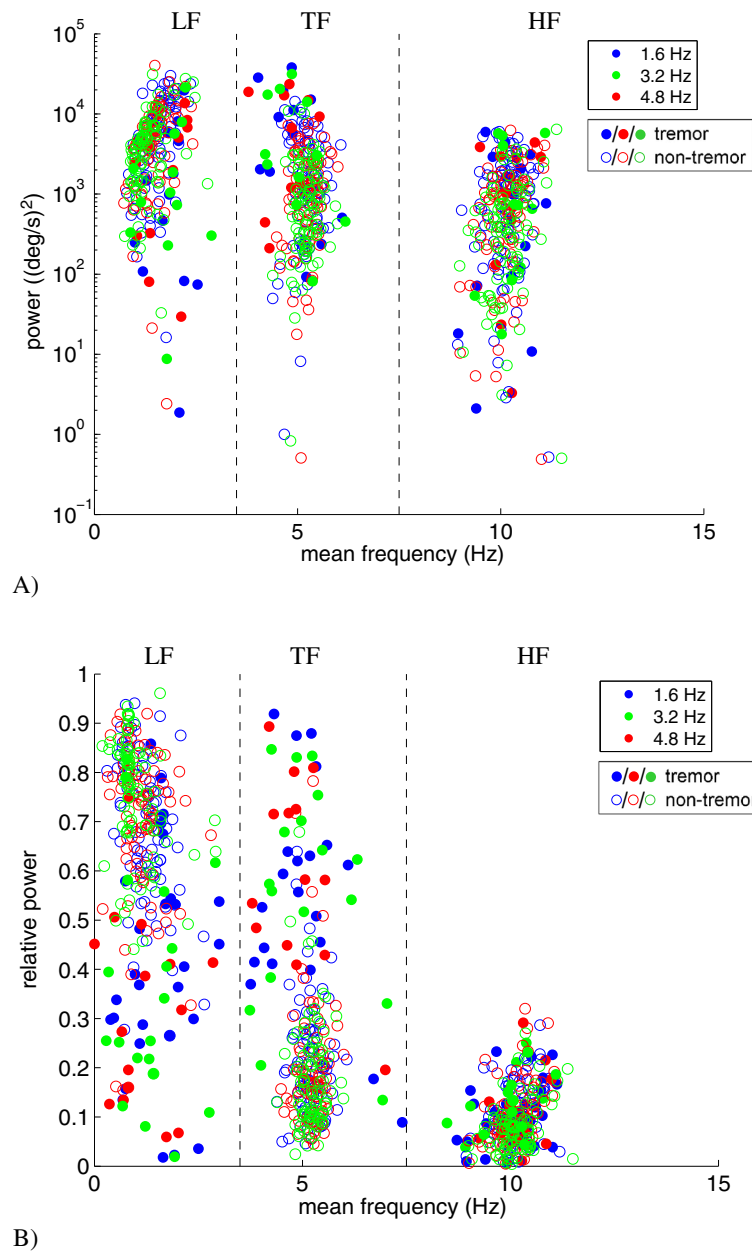 LF TF HF
10^5
10^4
10^3
10^2
10^1
10^0
10^-1
power ((deg/s)^2)
1.6 Hz
3.2 Hz
4.8 Hz
●/●/● tremor
○/○/○ non-tremor
0 5 10 15
mean frequency (Hz)
A)
LF TF HF
1
0.9
0.8
0.7
0.6
0.5
0.4
0.3
0.2
0.1
0
relative power
1.6 Hz
3.2 Hz
4.8 Hz
●/●/● tremor
○/○/○ non-tremor
0 5 10 15
mean frequency (Hz)
B)